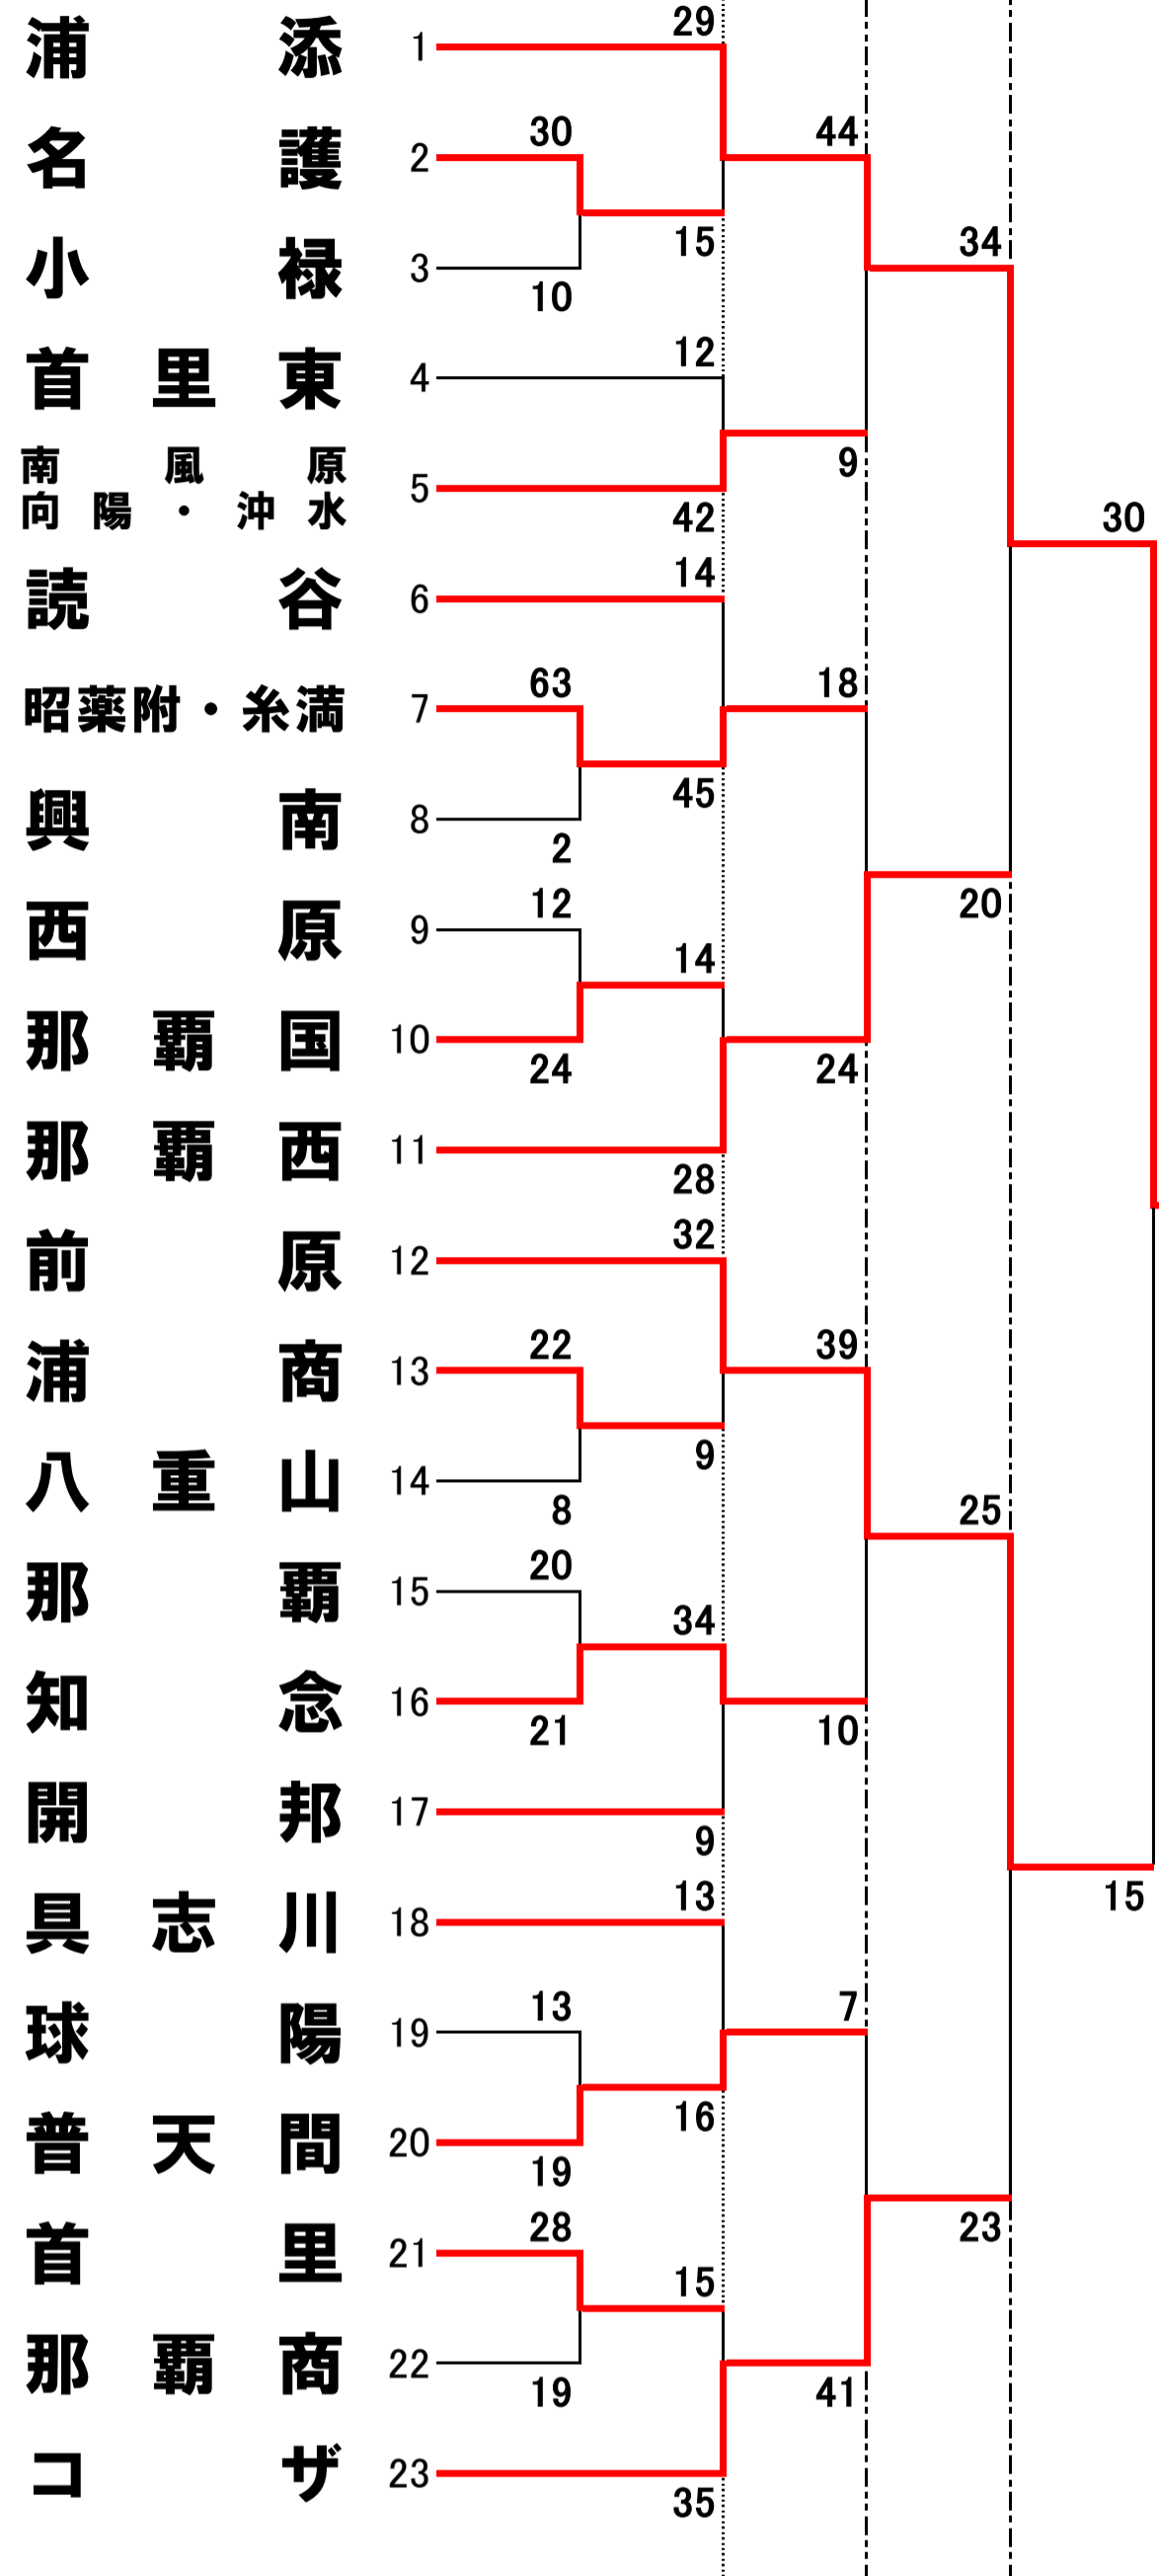 29
浦添 1
30 44
名護 2
15 34
小禄 3
10
12
首里東 4
南風原 9
向陽・沖水 5
42 30
14
読谷 6
63 18
昭薬附・糸満 7
45
興南 8
2
12 20
西原 9
14
那覇国 10
24 24
那覇西 11
28
32
前原 12
22 39
浦商 13
9
八重山 14
8 25
20
那覇 15
34
知念 16
21 10
開邦 17
9
13 15
具志川 18
13 7
球陽 19
16
普天間 20
19
28 23
首里 21
15
那覇商 22
19 41
コザ 23
35